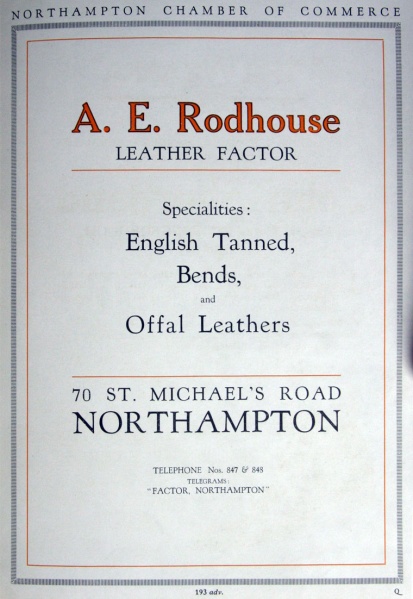 NORTHAMPTON CHAMBER OF COMMERCE
A. E. Rodhouse
LEATHER FACTOR
Specialities:
English Tanned,
Bends,
and
Offal Leathers
70 ST. MICHAEL'S ROAD
NORTHAMPTON
TELEPHONE Nos. 847 & 848
TELEGRAMS:
"FACTOR, NORTHAMPTON"
193 adv.
Q